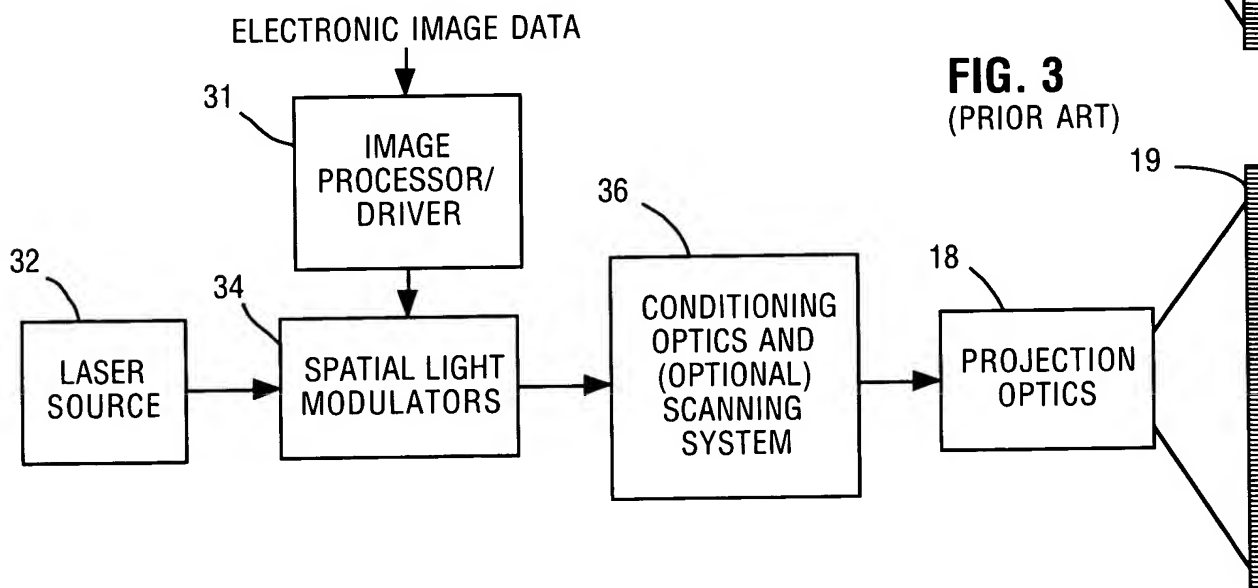 ELECTRONIC IMAGE DATA
FIG. 3
(PRIOR ART)
31
IMAGE
PROCESSOR/
DRIVER
19
36
32
34
18
CONDITIONING
OPTICS AND
(OPTIONAL)
SCANNING
SYSTEM
LASER
SOURCE
SPATIAL LIGHT
MODULATORS
PROJECTION
OPTICS